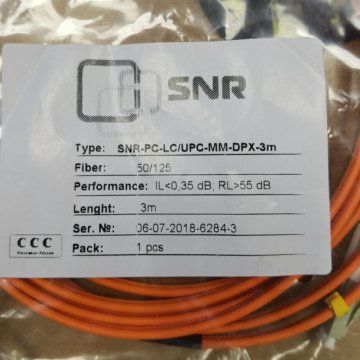 SNR
Type: SNR-PC-LC/UPC-MM-DPX-3m
Fiber: 50/125
Performance: IL<0,35 dB; RL>55 dB
Lenght: 3m
Ser. №: 06-07-2018-6284-3
Pack: 1 pcs
CCC